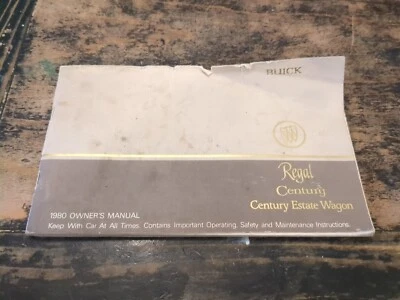 BUICK
Regal
Century
Century Estate Wagon
1980 OWNER'S MANUAL
Keep With Car At All Times. Contains Important Operating, Safety and Maintenance Instructions.